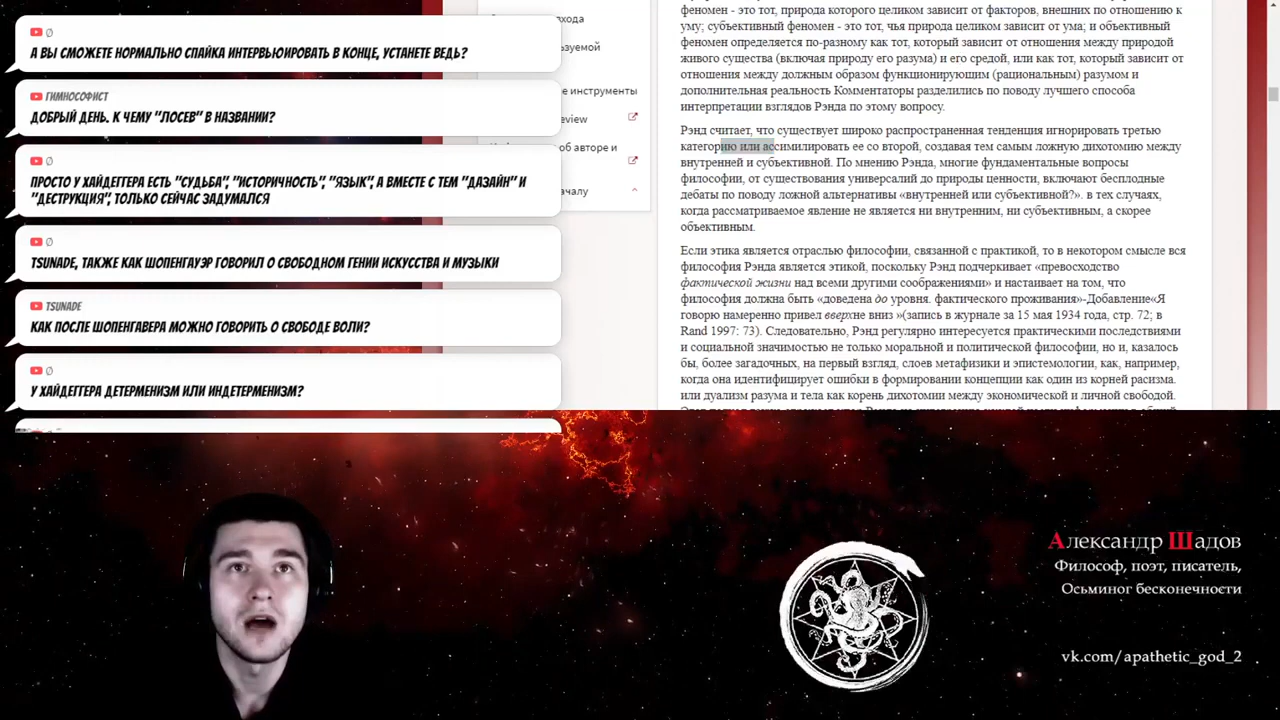 Ø
А ВЫ СМОЖЕТЕ НОРМАЛЬНО СПАЙКА ИНТЕРВЬЮИРОВАТЬ В КОНЦЕ, УСТАНЕТЕ ВЕДЬ?
ГИМНОСОФИСТ
ДОБРЫЙ ДЕНЬ. К ЧЕМУ "ЛОСЕВ" В НАЗВАНИИ?
Ø
ПРОСТО У ХАЙДЕГГЕРА ЕСТЬ "СУДЬБА", "ИСТОРИЧНОСТЬ", "ЯЗЫК", А ВМЕСТЕ С ТЕМ "ДАЗАЙН" И
"ДЕСТРУКЦИЯ", ТОЛЬКО СЕЙЧАС ЗАДУМАЛСЯ
Ø
TSUNADE, ТАКЖЕ КАК ШОПЕНГАУЭР ГОВОРИЛ О СВОБОДНОМ ГЕНИИ ИСКУССТВА И МУЗЫКИ
TSUNADE
КАК ПОСЛЕ ШОПЕНГАВЕРА МОЖНО ГОВОРИТЬ О СВОБОДЕ ВОЛИ?
Ø
У ХАЙДЕГГЕРА ДЕТЕРМЕНИЗМ ИЛИ ИНДЕТЕРМЕНИЗМ?
входа
ьзуемой
е инструменты
eview
об авторе и
ачалу
феномен - это тот, природа которого целиком зависит от факторов, внешних по отношению к
уму; субъективный феномен - это тот, чья природа целиком зависит от ума; и объективный
феномен определяется по-разному как тот, который зависит от отношения между природой
живого существа (включая природу его разума) и его средой, или как тот, который зависит от
отношения между должным образом функционирующим (рациональным) разумом и
дополнительная реальность Комментаторы разделились по поводу лучшего способа
интерпретации взглядов Рэнда по этому вопросу.
Рэнд считает, что существует широко распространенная тенденция игнорировать третью
категорию или ассимилировать ее со второй, создавая тем самым ложную дихотомию между
внутренней и субъективной. По мнению Рэнда, многие фундаментальные вопросы
философии, от существования универсалий до природы ценности, включают бесплодные
дебаты по поводу ложной альтернативы «внутренней или субъективной?». в тех случаях,
когда рассматриваемое явление не является ни внутренним, ни субъективным, а скорее
объективным.
Если этика является отраслью философии, связанной с практикой, то в некотором смысле вся
философия Рэнда является этикой, поскольку Рэнд подчеркивает «превосходство
фактической жизни над всеми другими соображениями» и настаивает на том, что
философия должна быть «доведена до уровня. фактического проживания»-Добавление«Я
говорю намеренно привел вверхне вниз »(запись в журнале за 15 мая 1934 года, стр. 72; в
Rand 1997: 73). Следовательно, Рэнд регулярно интересуется практическими последствиями
и социальной значимостью не только моральной и политической философии, но и, казалось
бы, более загадочных, на первый взгляд, слоев метафизики и эпистемологии, как, например,
когда она идентифицирует ошибки в формировании концепции как один из корней расизма.
или дуализм разума и тела как корень дихотомии между экономической и личной свободой.
Александр Шадов
Философ, поэт, писатель,
Осьминог бесконечности
vk.com/apathetic_god_2